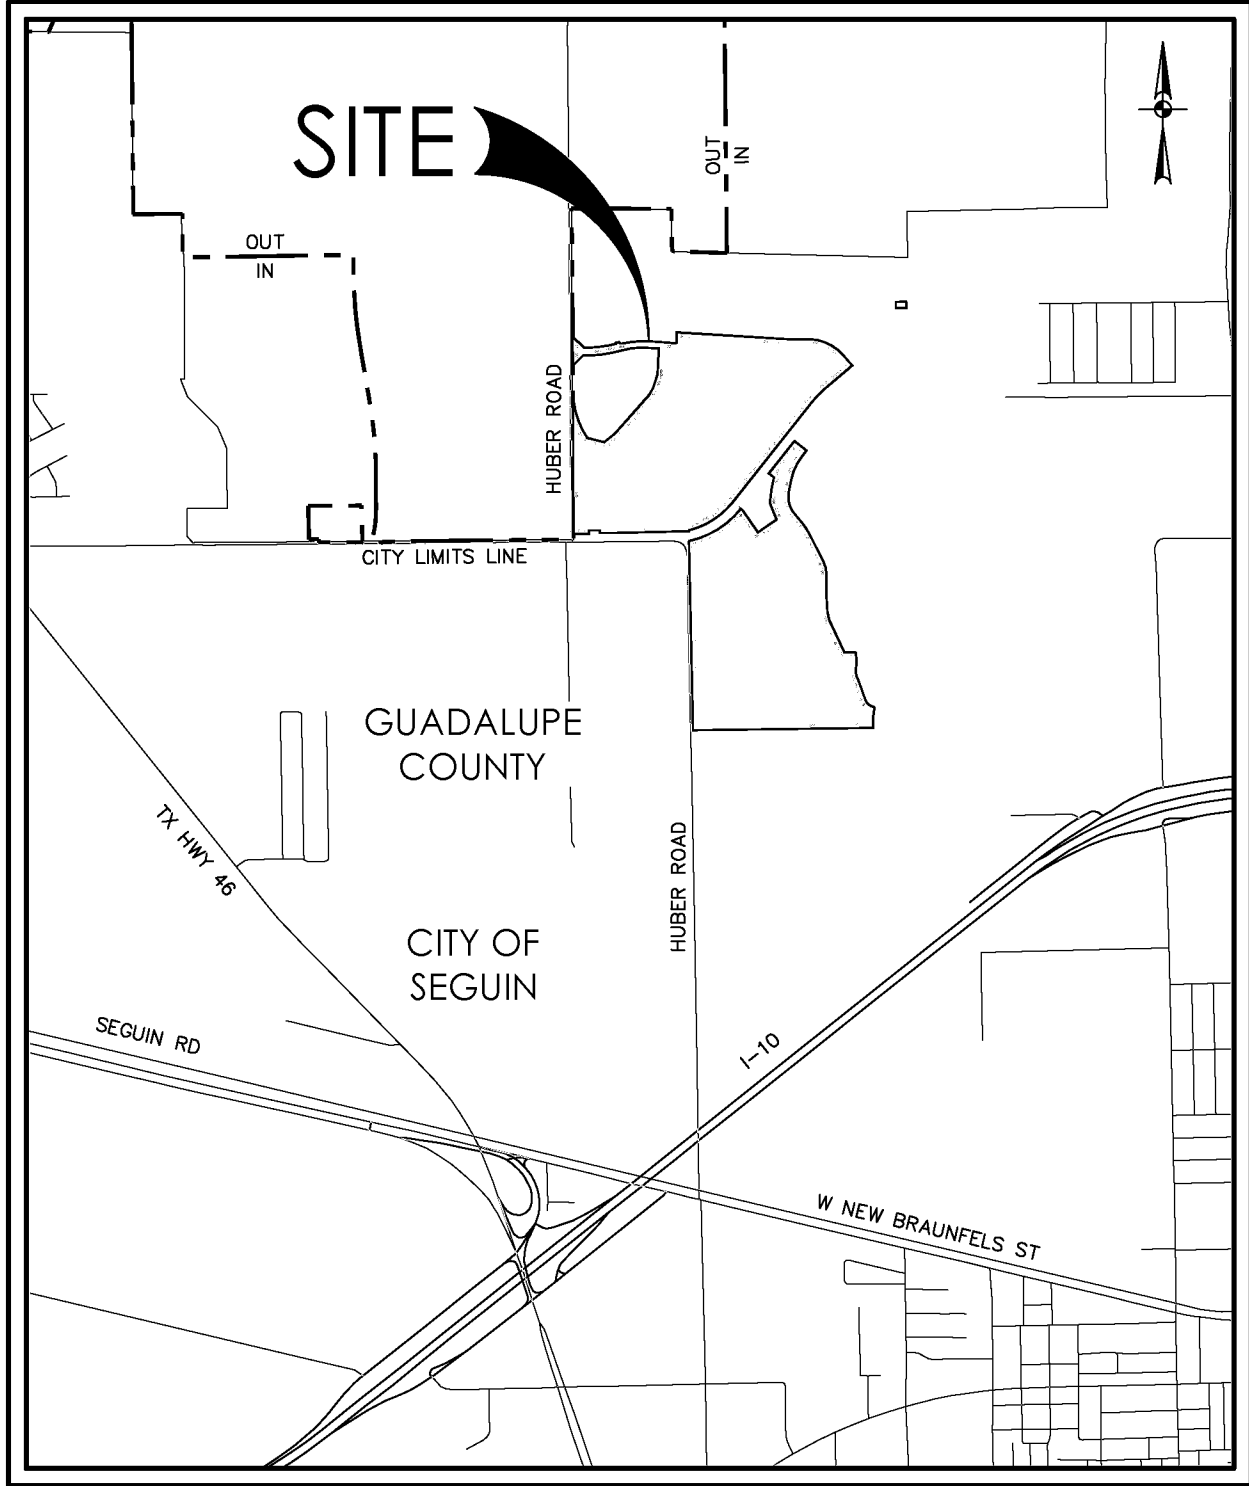 SITE
OUT
IN
OUT
IN
HUBER ROAD
CITY LIMITS LINE
GUADALUPE
COUNTY
TX HWY 46
HUBER ROAD
CITY OF
SEGUIN
SEGUIN RD
I-10
W NEW BRAUNFELS ST